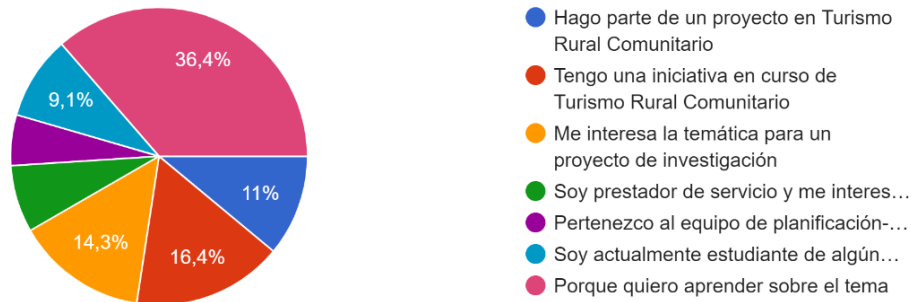 36,4%
9,1%
11%
14,3%
16,4%
Hago parte de un proyecto en Turismo
Rural Comunitario
Tengo una iniciativa en curso de
Turismo Rural Comunitario
Me interesa la temática para un
proyecto de investigación
Soy prestador de servicio y me interes…
Pertenezco al equipo de planificación-…
Soy actualmente estudiante de algún…
Porque quiero aprender sobre el tema